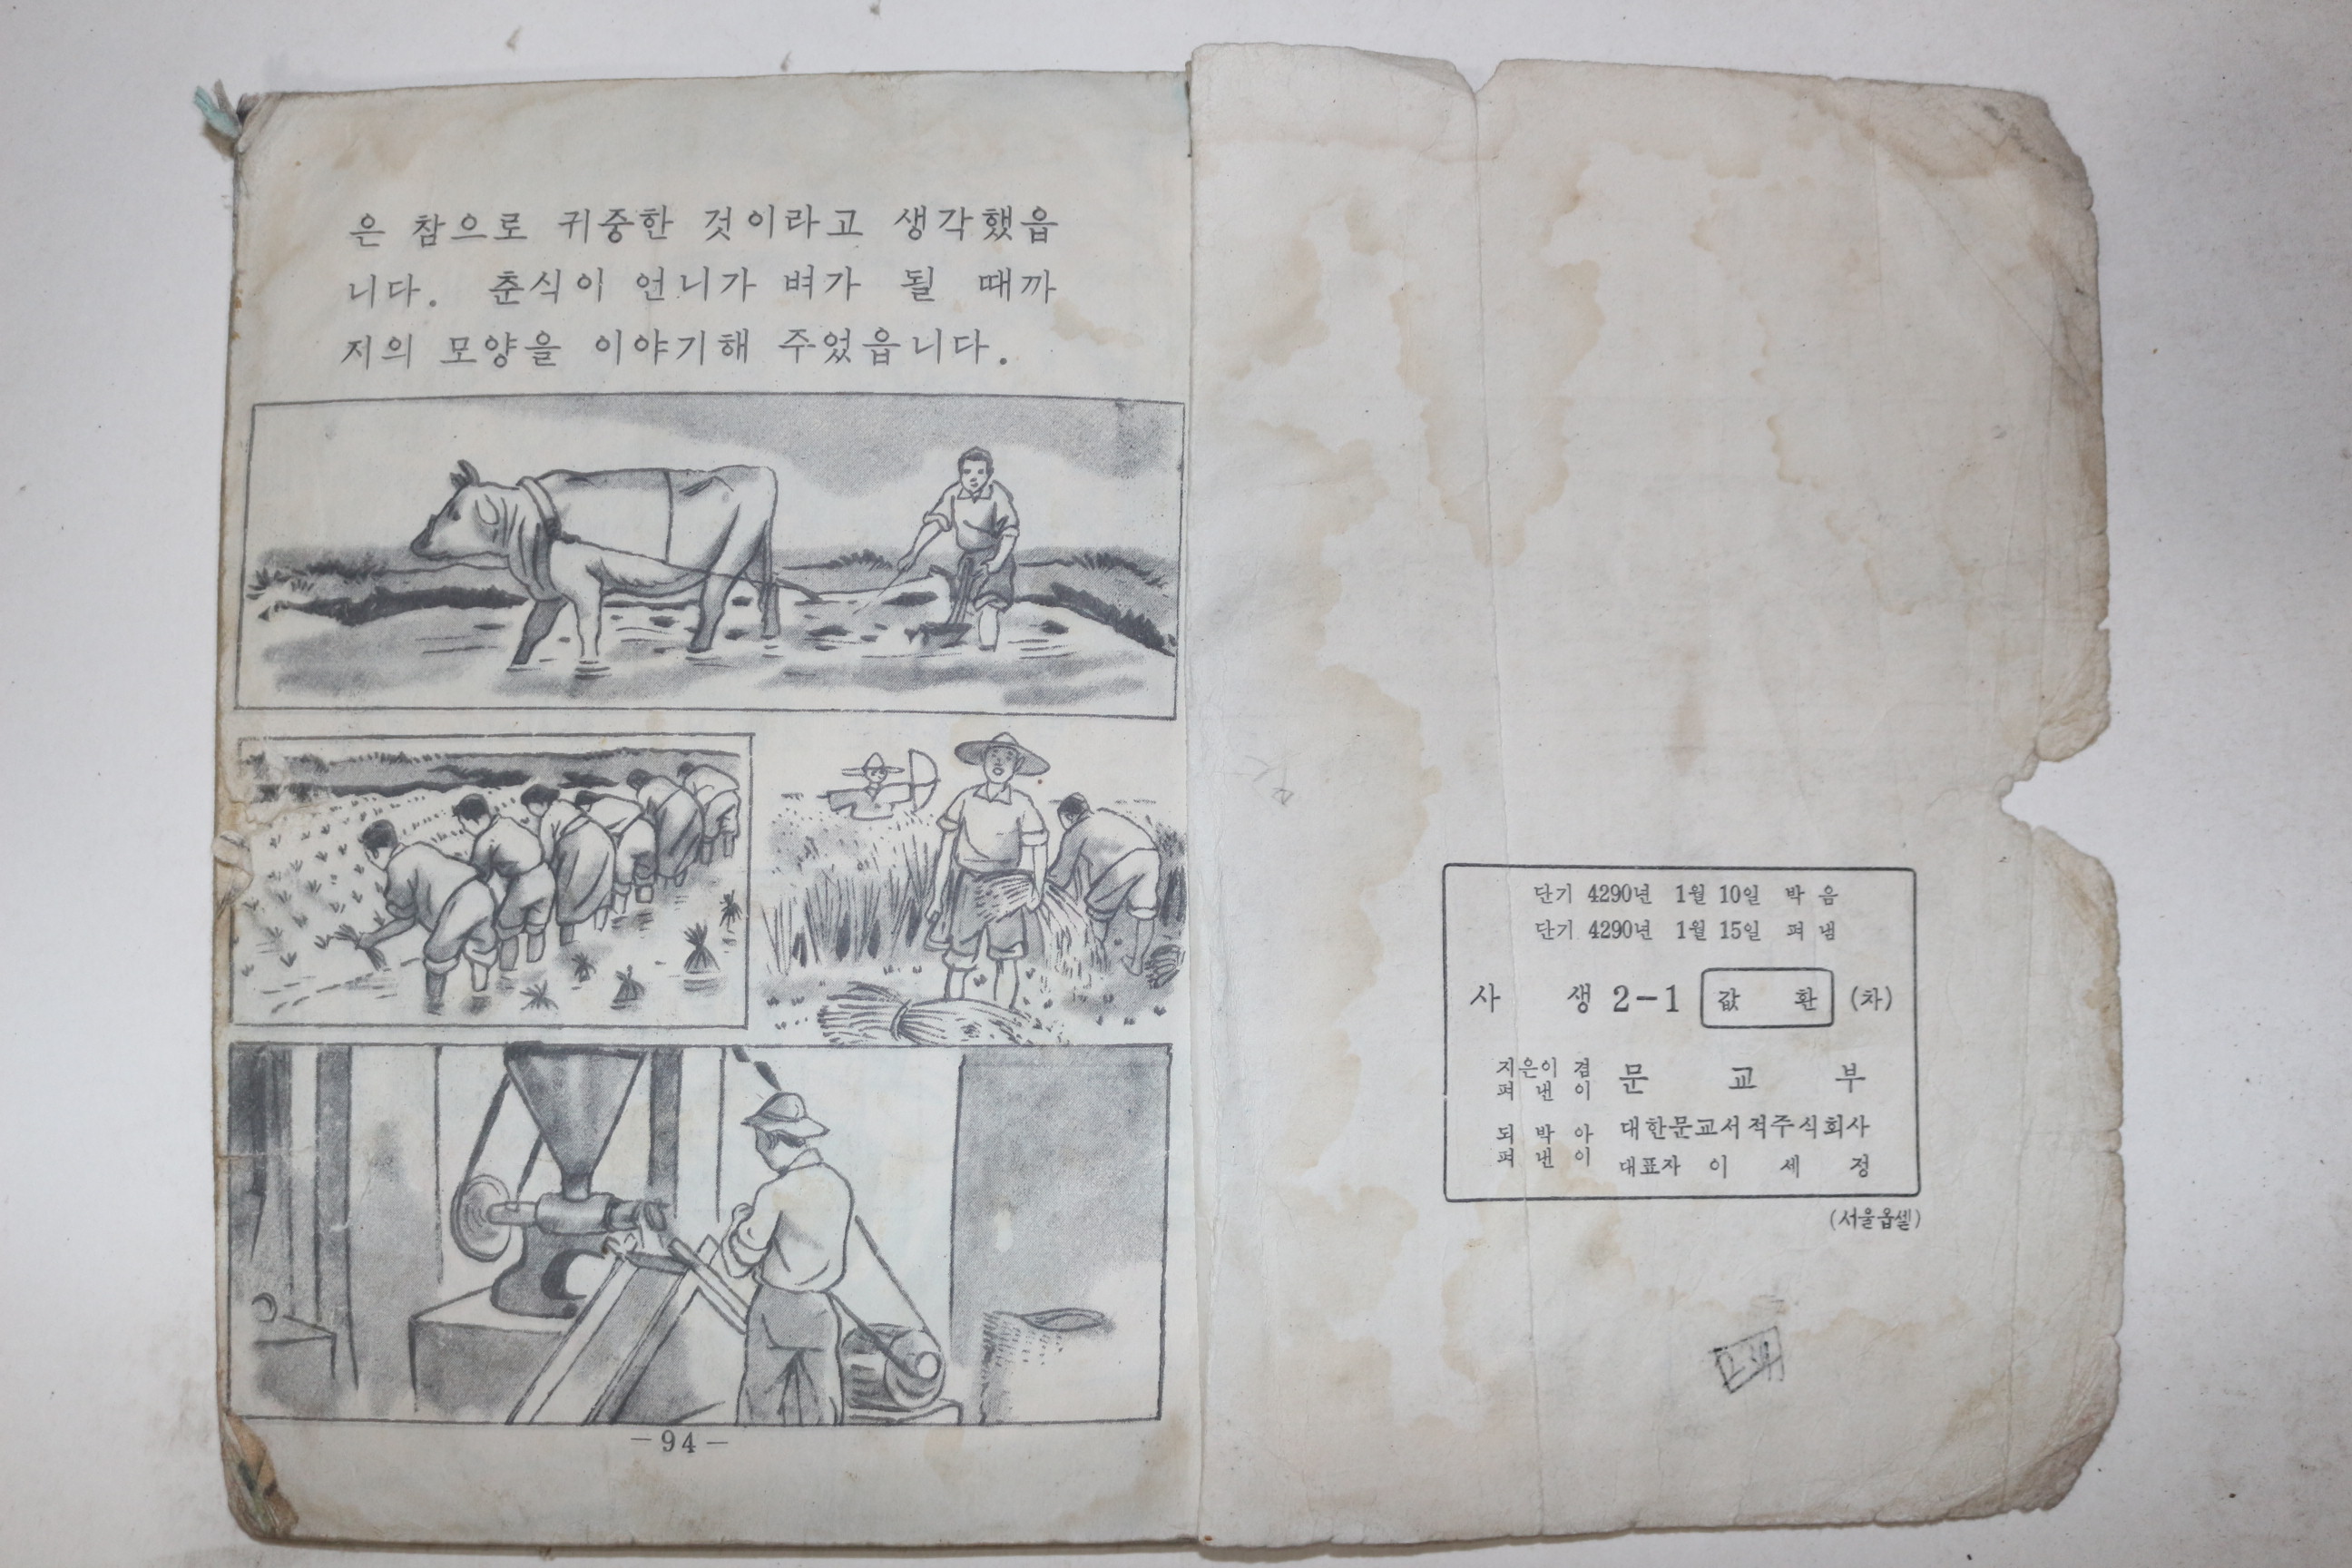 은 참으로 귀중한 것이라고 생각했읍
니다. 춘식이 언니가 벼가 될 때까
지의 모양을 이야기해 주었읍니다.
-94-
단기 4290년 1월 10일 박음
단기 4290년 1월 15일 펴냄
사 생 2-1 값 환 (차)
지은이 겸
펴낸이
문 교 부
되박아
펴낸이
대한문교서적주식회사
대표자 이 세 정
(서울옵셑)